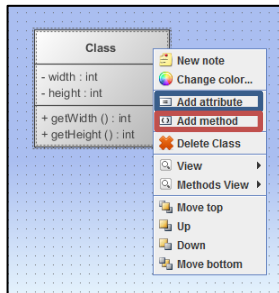 Class
- width : int
- height : int
+ getWidth () : int
+ getHeight () : int
New note
Change color...
Add attribute
Add method
Delete Class
View
Methods View
Move top
Up
Down
Move bottom